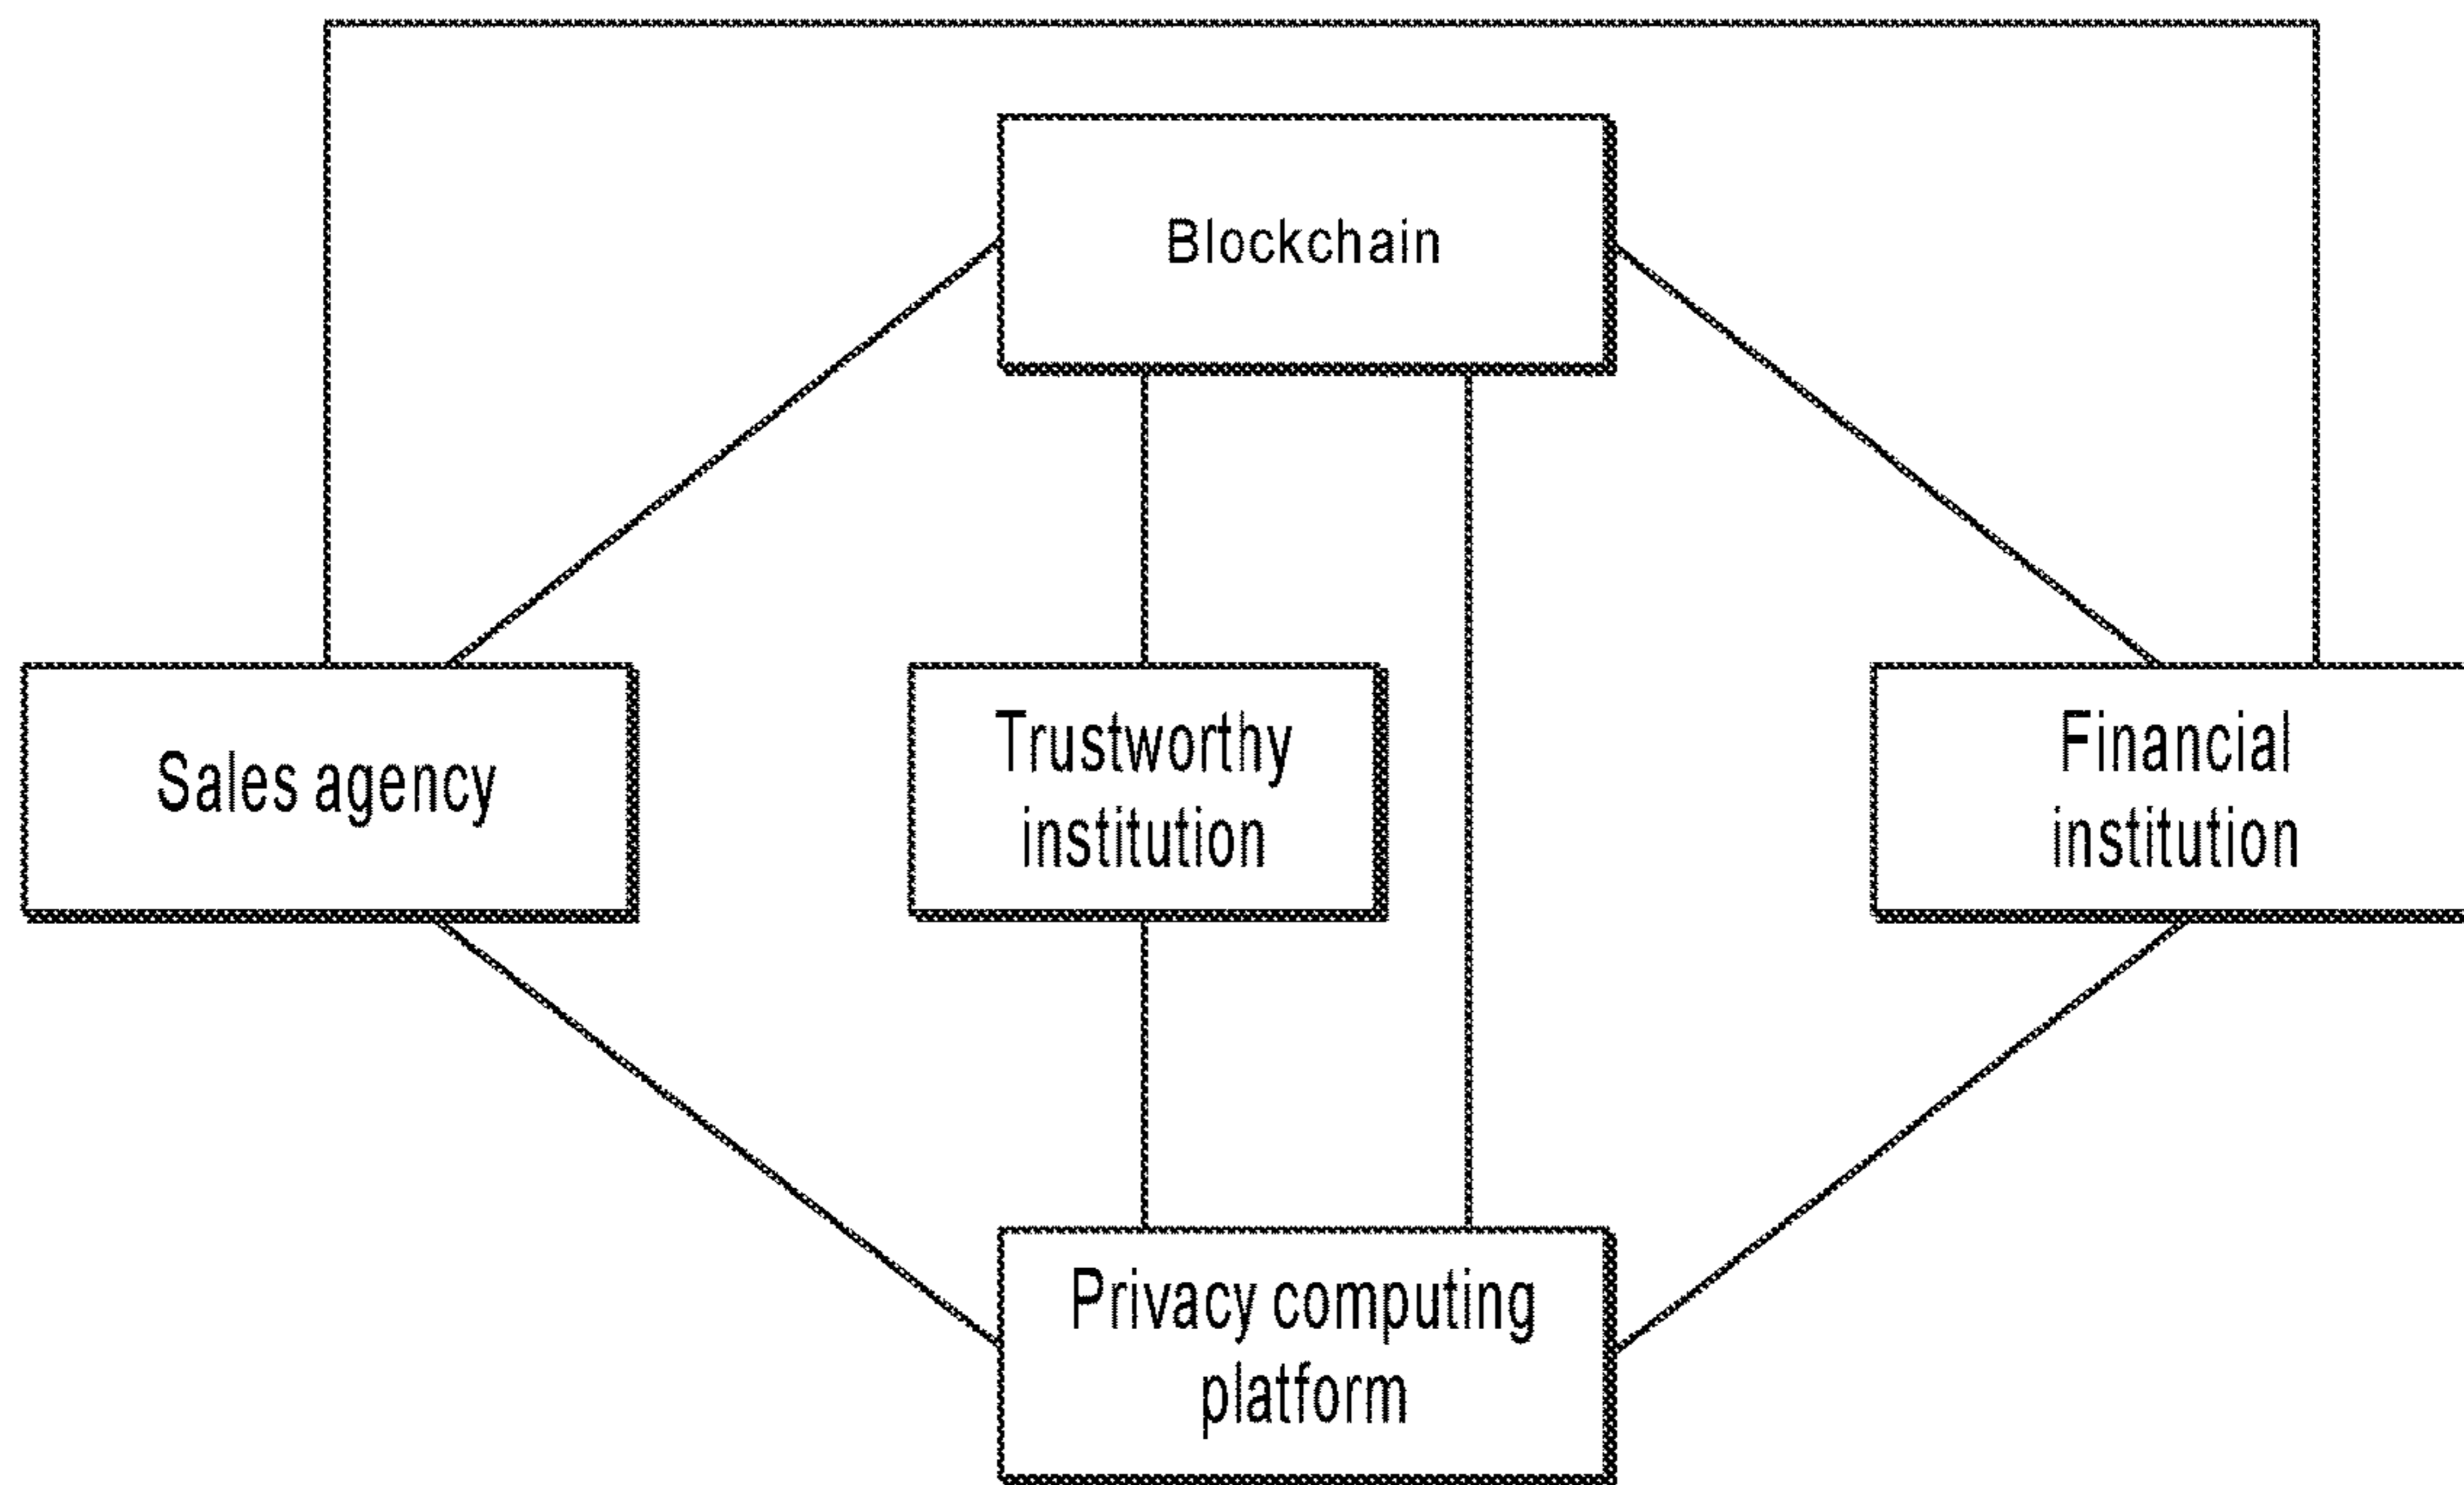 Blockchain
Sales agency
Trustworthy
institution
Financial
institution
Privacy computing
platform